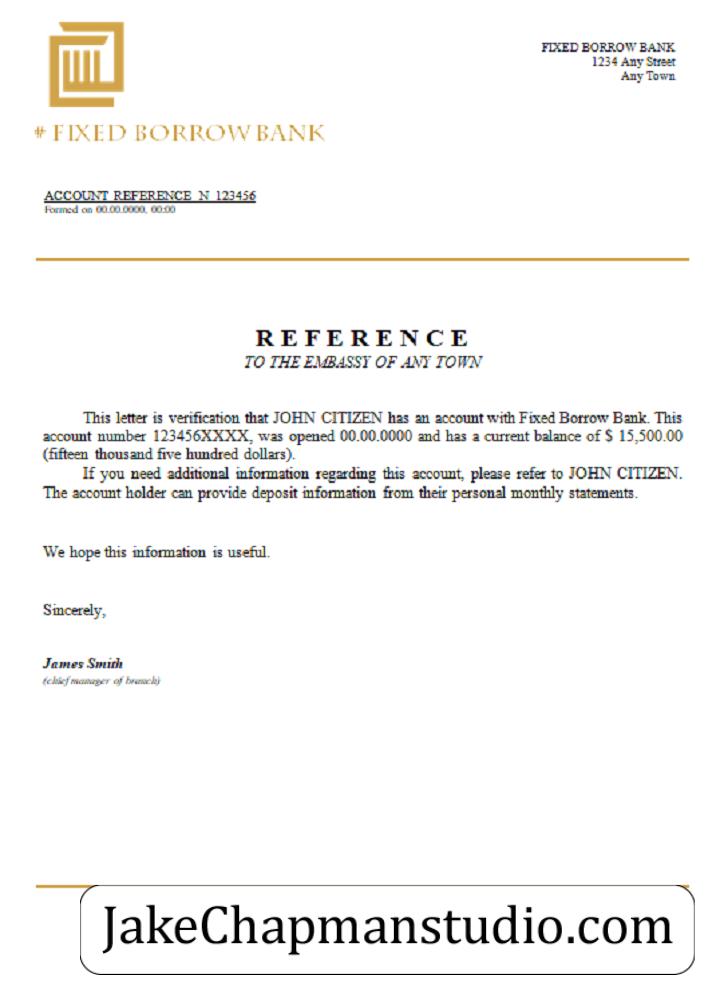 FIXED BORROW BANK
1234 Any Street
Any Town
# FIXED BORROW BANK
ACCOUNT REFERENCE N 123456
Formed on 00.00.0000, 00:00
REFERENCE
TO THE EMBASSY OF ANY TOWN
This letter is verification that JOHN CITIZEN has an account with Fixed Borrow Bank. This
account number 123456XXXX, was opened 00.00.0000 and has a current balance of $ 15,500.00
(fifteen thousand five hundred dollars).
If you need additional information regarding this account, please refer to JOHN CITIZEN.
The account holder can provide deposit information from their personal monthly statements.
We hope this information is useful.
Sincerely,
James Smith
(chief manager of branch)
JakeChapmanstudio.com